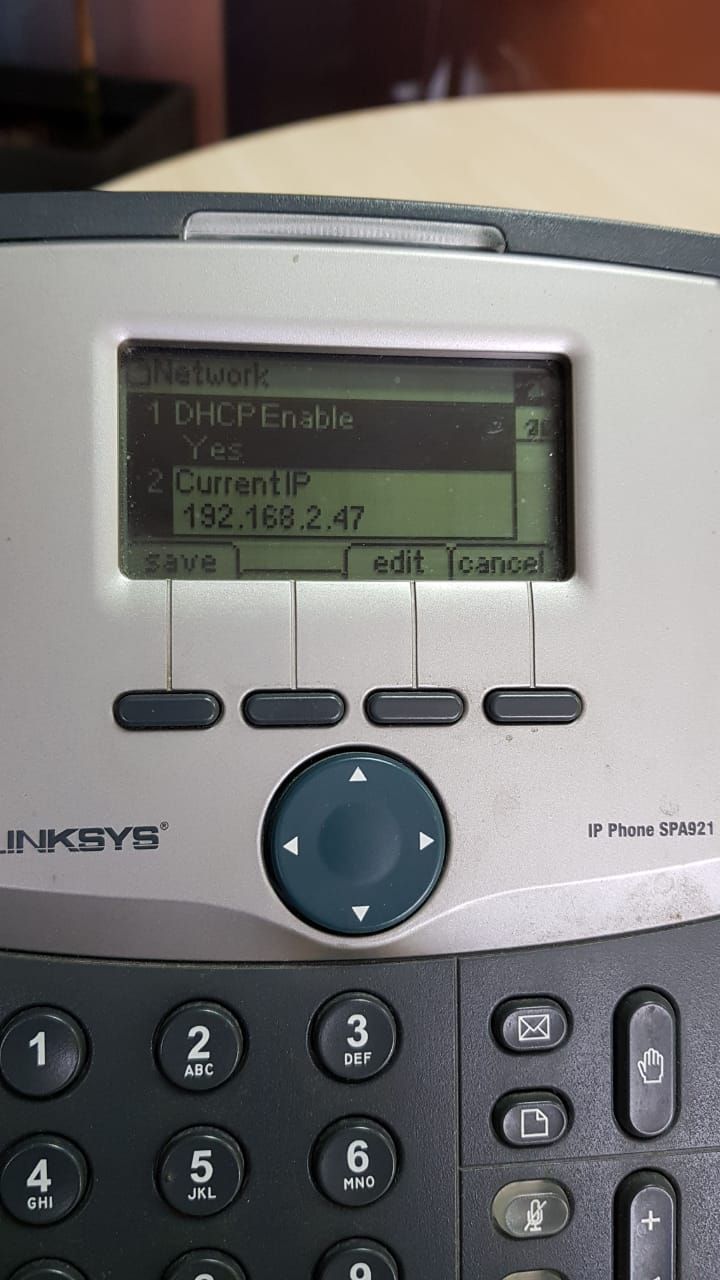 Network
1 DHCP Enable
Yes
2 Current IP
192.168.2.47
save edit cancel
LINKSYS®
IP Phone SPA921
1 2 ABC 3 DEF
4 GHI 5 JKL 6 MNO
+
9